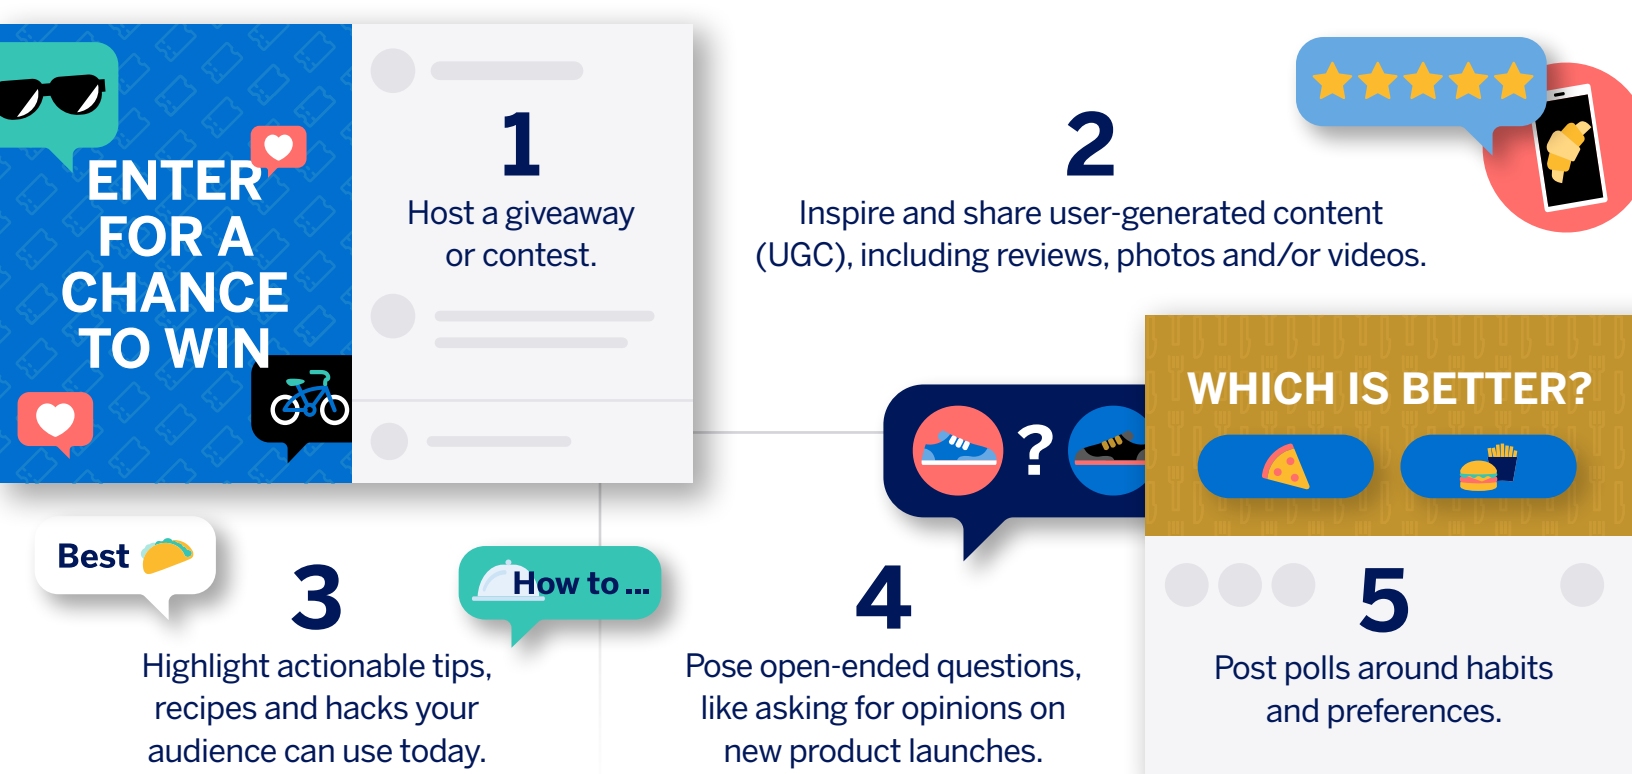 ENTER
FOR A
CHANCE
TO WIN
1
Host a giveaway
or contest.
2
Inspire and share user-generated content
(UGC), including reviews, photos and/or videos.
Best
3
Highlight actionable tips,
recipes and hacks your
audience can use today.
How to ...
?
4
Pose open-ended questions,
like asking for opinions on
new product launches.
WHICH IS BETTER?
5
Post polls around habits
and preferences.